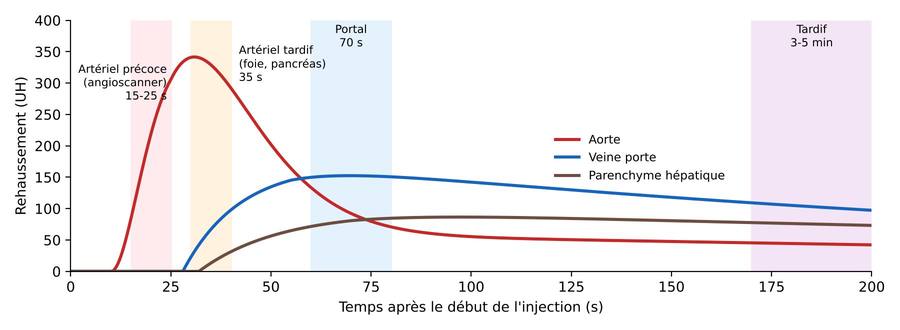 Rehaussement (UH)
400
350
300
250
200
150
100
50
0
Artériel précoce
(angioscanner)
15-25 s
Artériel tardif
(foie, pancréas)
35 s
Portal
70 s
Tardif
3-5 min
Aorte
Veine porte
Parenchyme hépatique
0 25 50 75 100 125 150 175 200
Temps après le début de l'injection (s)